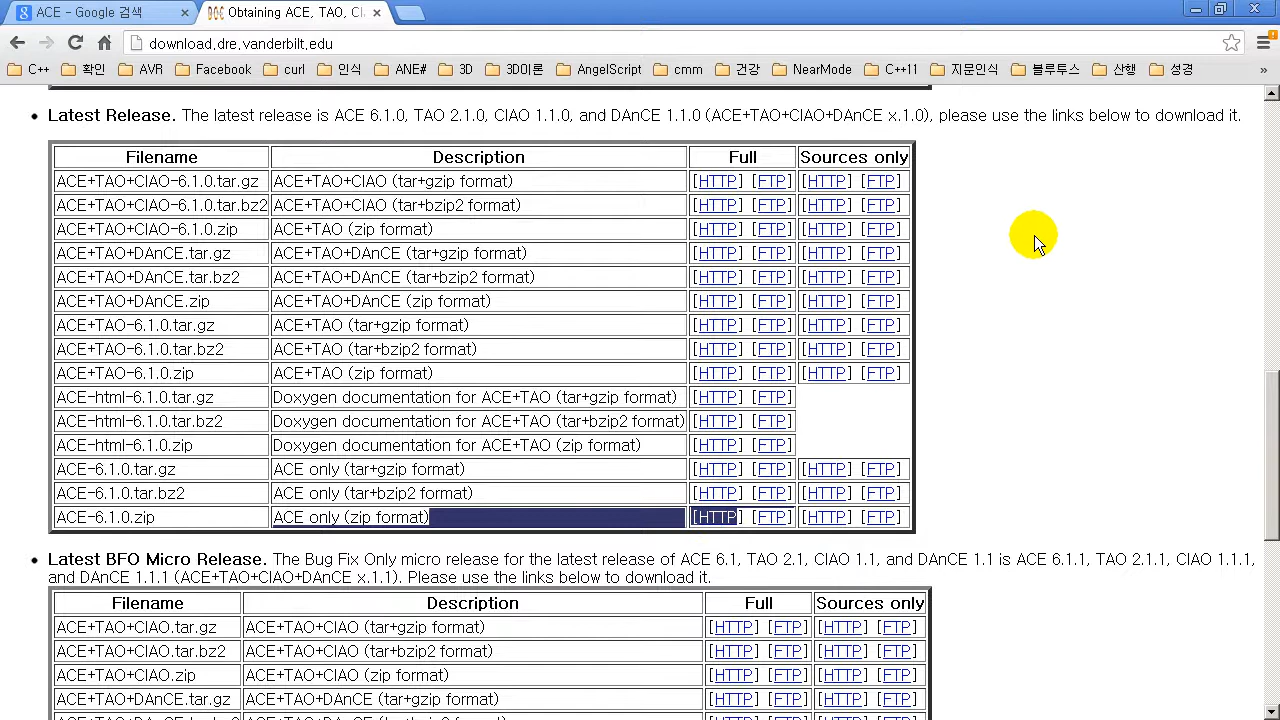 ACE - Google 검색
Obtaining ACE, TAO, CI
download.dre.vanderbilt.edu
C++ 확인 AVR Facebook curl 인식 ANE# 3D 3D이론 AngelScript cmm 건강 NearMode C++11 지문인식 블루투스 산행 성경 »
Latest Release. The latest release is ACE 6.1.0, TAO 2.1.0, CIAO 1.1.0, and DAnCE 1.1.0 (ACE+TAO+CIAO+DAnCE x.1.0), please use the links below to download it.
Filename Description Full Sources only
ACE+TAO+CIAO-6.1.0.tar.gz ACE+TAO+CIAO (tar+gzip format) [HTTP] [FTP] [HTTP] [FTP]
ACE+TAO+CIAO-6.1.0.tar.bz2 ACE+TAO+CIAO (tar+bzip2 format) [HTTP] [FTP] [HTTP] [FTP]
ACE+TAO+CIAO-6.1.0.zip ACE+TAO (zip format) [HTTP] [FTP] [HTTP] [FTP]
ACE+TAO+DAnCE.tar.gz ACE+TAO+DAnCE (tar+gzip format) [HTTP] [FTP] [HTTP] [FTP]
ACE+TAO+DAnCE.tar.bz2 ACE+TAO+DAnCE (tar+bzip2 format) [HTTP] [FTP] [HTTP] [FTP]
ACE+TAO+DAnCE.zip ACE+TAO+DAnCE (zip format) [HTTP] [FTP] [HTTP] [FTP]
ACE+TAO-6.1.0.tar.gz ACE+TAO (tar+gzip format) [HTTP] [FTP] [HTTP] [FTP]
ACE+TAO-6.1.0.tar.bz2 ACE+TAO (tar+bzip2 format) [HTTP] [FTP] [HTTP] [FTP]
ACE+TAO-6.1.0.zip ACE+TAO (zip format) [HTTP] [FTP] [HTTP] [FTP]
ACE-html-6.1.0.tar.gz Doxygen documentation for ACE+TAO (tar+gzip format) [HTTP] [FTP]
ACE-html-6.1.0.tar.bz2 Doxygen documentation for ACE+TAO (tar+bzip2 format) [HTTP] [FTP]
ACE-html-6.1.0.zip Doxygen documentation for ACE+TAO (zip format) [HTTP] [FTP]
ACE-6.1.0.tar.gz ACE only (tar+gzip format) [HTTP] [FTP] [HTTP] [FTP]
ACE-6.1.0.tar.bz2 ACE only (tar+bzip2 format) [HTTP] [FTP] [HTTP] [FTP]
ACE-6.1.0.zip ACE only (zip format) [HTTP] [FTP] [HTTP] [FTP]
Latest BFO Micro Release. The Bug Fix Only micro release for the latest release of ACE 6.1, TAO 2.1, CIAO 1.1, and DAnCE 1.1 is ACE 6.1.1, TAO 2.1.1, CIAO 1.1.1,
and DAnCE 1.1.1 (ACE+TAO+CIAO+DAnCE x.1.1). Please use the links below to download it.
Filename Description Full Sources only
ACE+TAO+CIAO.tar.gz ACE+TAO+CIAO (tar+gzip format) [HTTP] [FTP] [HTTP] [FTP]
ACE+TAO+CIAO.tar.bz2 ACE+TAO+CIAO (tar+bzip2 format) [HTTP] [FTP] [HTTP] [FTP]
ACE+TAO+CIAO.zip ACE+TAO+CIAO (zip format) [HTTP] [FTP] [HTTP] [FTP]
ACE+TAO+DAnCE.tar.gz ACE+TAO+DAnCE (tar+gzip format) [HTTP] [FTP] [HTTP] [FTP]